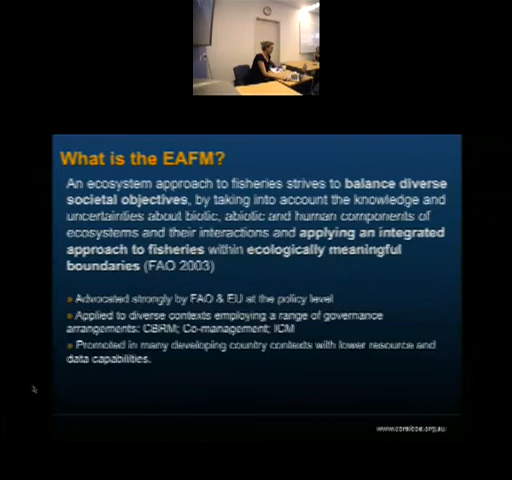 What is the EAFM?
An ecosystem approach to fisheries strives to balance diverse
societal objectives, by taking into account the knowledge and
uncertainties about biotic, abiotic and human components of
ecosystems and their interactions and applying an integrated
approach to fisheries within ecologically meaningful
boundaries (FAO 2003)
» Advocated strongly by FAO & EU at the policy level
» Applied to diverse contexts employing a range of governance
arrangements: CBRM; Co-management; ICM
» Promoted in many developing country contexts with lower resource and
data capabilities.
www.coralcoe.org.au